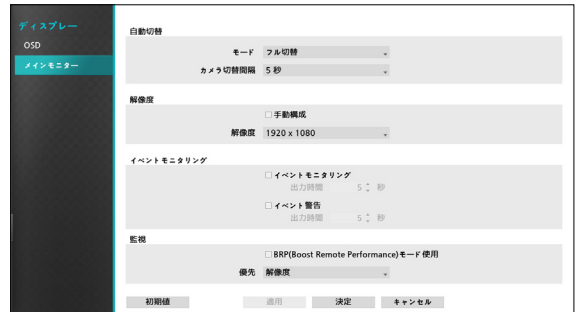 ディスプレー
OSD
メインモニター
自動切替
モード フル切替
カメラ切替間隔 5 秒
解像度
手動構成
解像度 1920 x 1080
イベントモニタリング
イベントモニタリング
出力時間 5 秒
イベント警告
出力時間 5 秒
監視
BRP(Boost Remote Performance)モード使用
優先 解像度
初期値 適用 決定 キャンセル